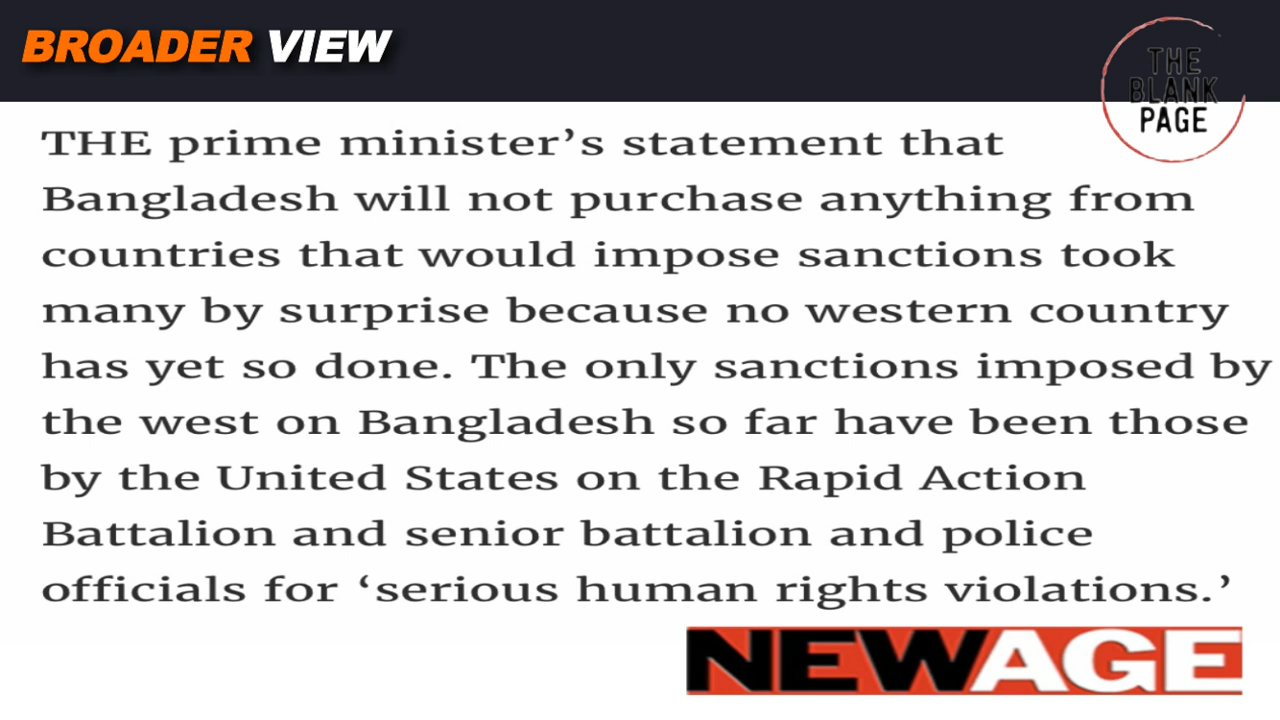 BROADER VIEW
THE
BLANK
PAGE
THE prime minister’s statement that
Bangladesh will not purchase anything from
countries that would impose sanctions took
many by surprise because no western country
has yet so done. The only sanctions imposed by
the west on Bangladesh so far have been those
by the United States on the Rapid Action
Battalion and senior battalion and police
officials for ‘serious human rights violations.’
NEWAGE